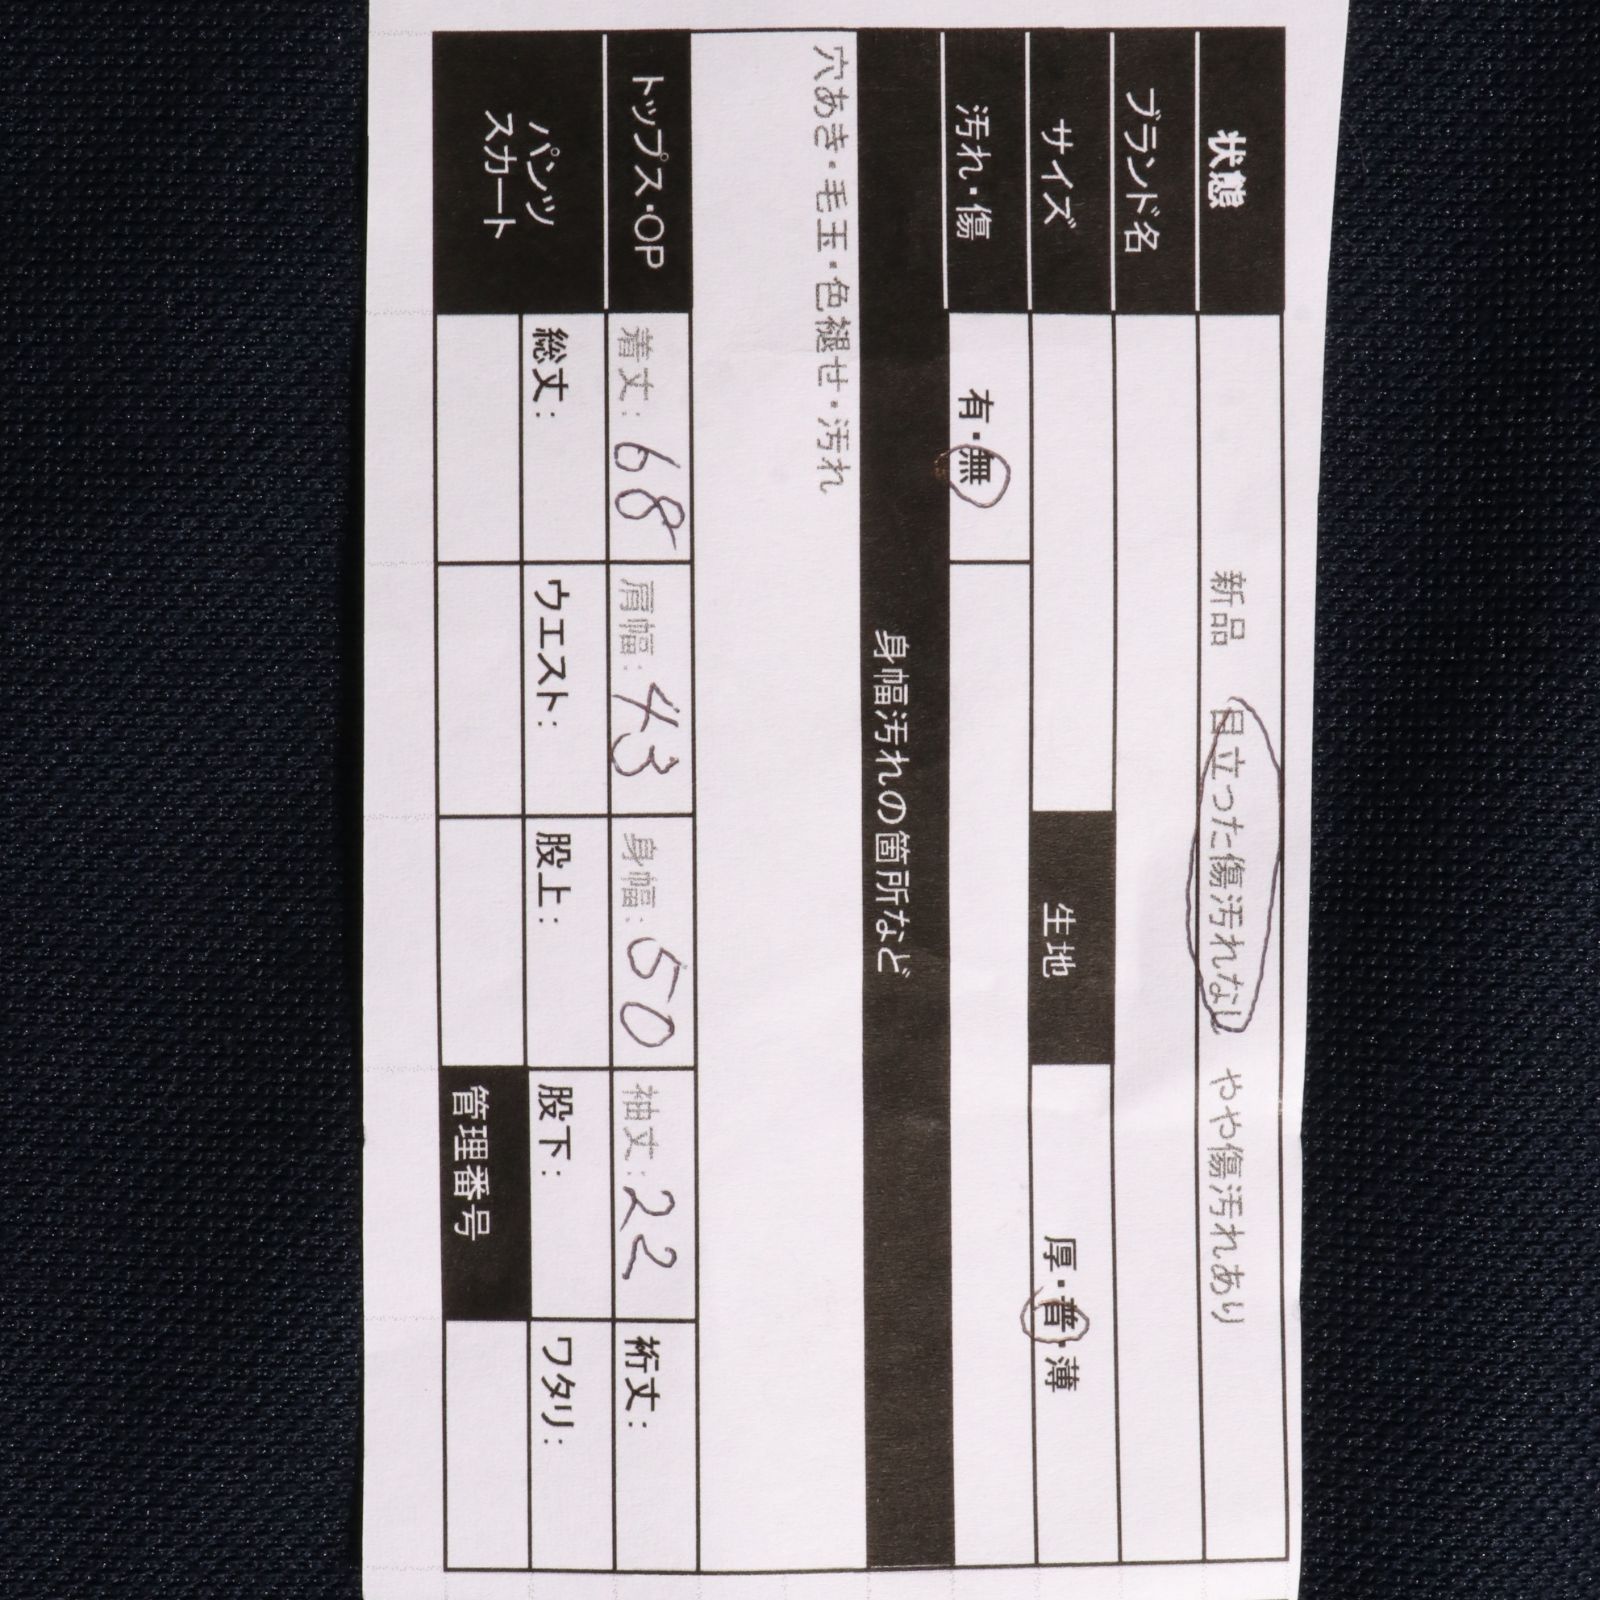 状態 新品 目立った傷汚れなし やや傷汚れあり
ブランド名
サイズ 生地 厚・普・薄
汚れ・傷 有・無
身幅汚れの箇所など
穴あき・毛玉・色褪せ・汚れ
トップス・OP 着丈: 68 肩幅: 43 身幅: 50 袖丈: 22 裄丈:
パンツ スカート 総丈: ウエスト: 股上: 股下: ワタリ:
管理番号